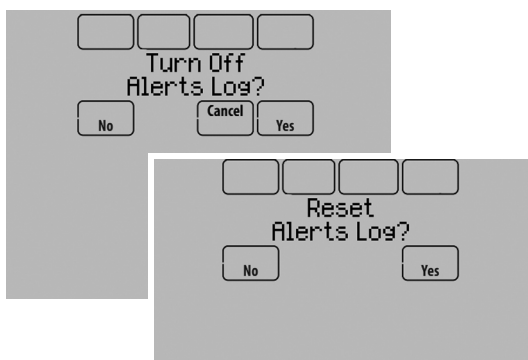 Turn Off
Alerts Log?
No Cancel Yes
Reset
Alerts Log?
No Yes